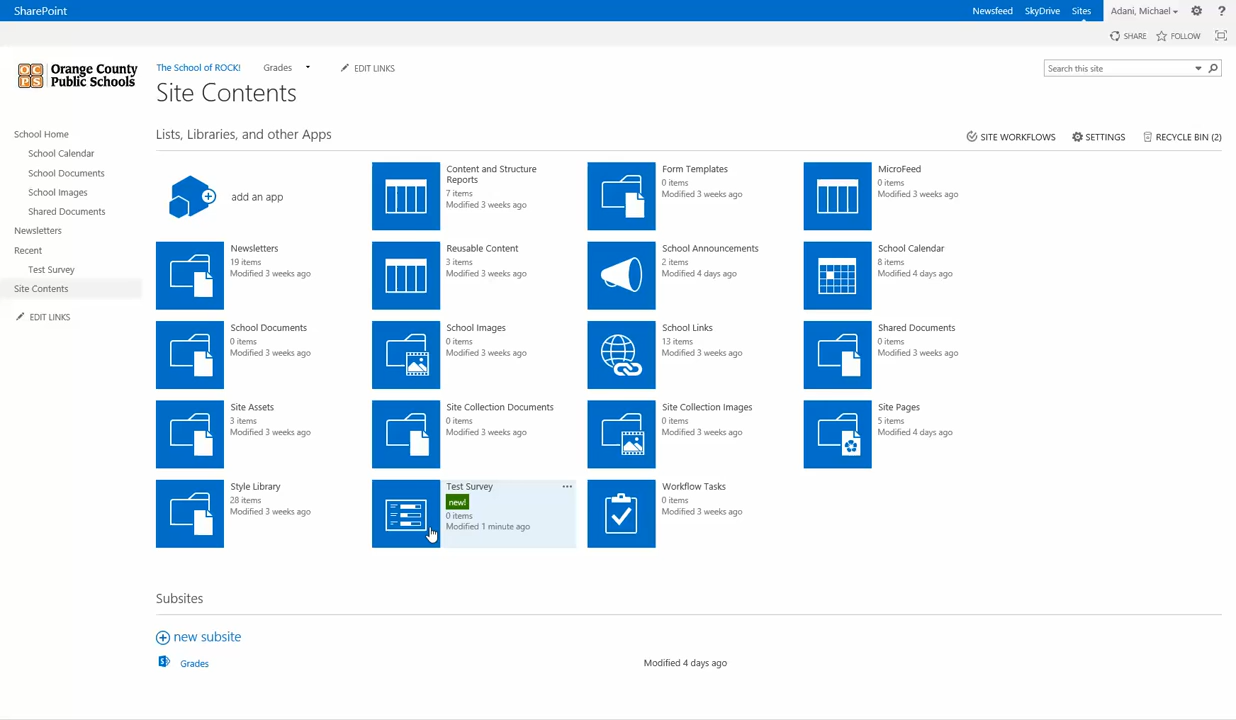 SharePoint
Newsfeed SkyDrive Sites Adani, Michael ?
SHARE FOLLOW
OCPS Orange County Public Schools
The School of ROCK! Grades EDIT LINKS
Search this site
Site Contents
School Home
School Calendar
School Documents
School Images
Shared Documents
Newsletters
Recent
Test Survey
Site Contents
EDIT LINKS
Lists, Libraries, and other Apps
SITE WORKFLOWS SETTINGS RECYCLE BIN (2)
add an app
Content and Structure
Reports
7 items
Modified 3 weeks ago
Form Templates
0 items
Modified 3 weeks ago
MicroFeed
0 items
Modified 3 weeks ago
Newsletters
19 items
Modified 3 weeks ago
Reusable Content
3 items
Modified 3 weeks ago
School Announcements
2 items
Modified 4 days ago
School Calendar
8 items
Modified 4 days ago
School Documents
0 items
Modified 3 weeks ago
School Images
0 items
Modified 3 weeks ago
School Links
13 items
Modified 3 weeks ago
Shared Documents
0 items
Modified 3 weeks ago
Site Assets
3 items
Modified 3 weeks ago
Site Collection Documents
0 items
Modified 3 weeks ago
Site Collection Images
0 items
Modified 3 weeks ago
Site Pages
5 items
Modified 4 days ago
Style Library
28 items
Modified 3 weeks ago
Test Survey
new!
0 items
Modified 1 minute ago
Workflow Tasks
0 items
Modified 3 weeks ago
Subsites
new subsite
Grades Modified 4 days ago